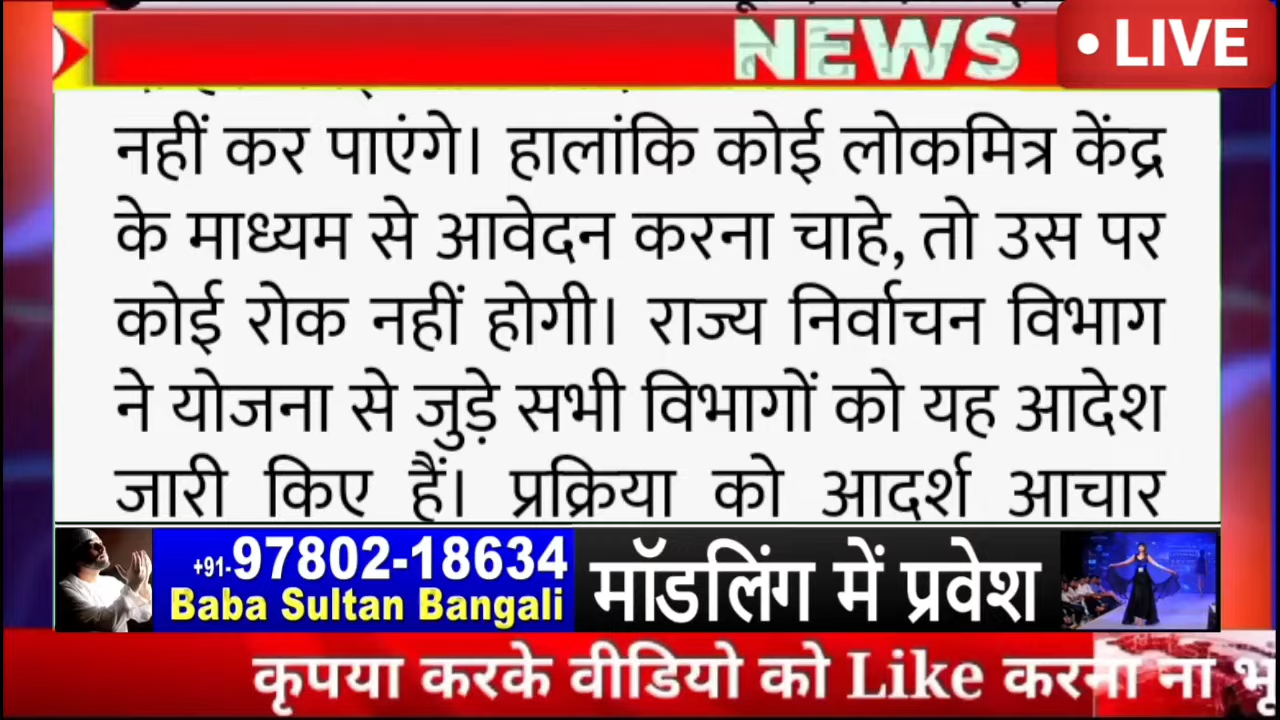 NEWS
• LIVE
नहीं कर पाएंगे। हालांकि कोई लोकमित्र केंद्र
के माध्यम से आवेदन करना चाहे, तो उस पर
कोई रोक नहीं होगी। राज्य निर्वाचन विभाग
ने योजना से जुड़े सभी विभागों को यह आदेश
जारी किए हैं। प्रक्रिया को आदर्श आचार
+91-97802-18634
Baba Sultan Bangali
मॉडलिंग में प्रवेश
कृपया करके वीडियो को Like करना ना